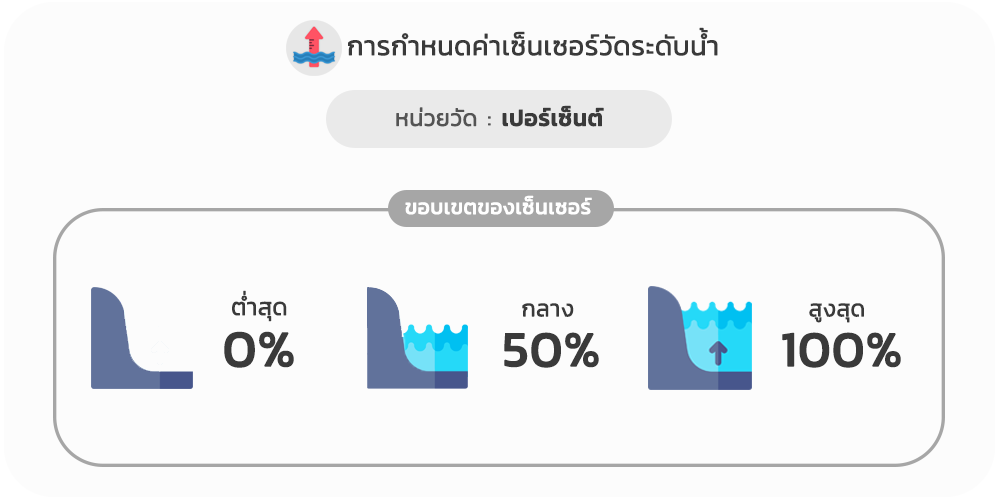 การกำหนดค่าเซ็นเซอร์วัดระดับน้ำ
หน่วยวัด : เปอร์เซ็นต์
ขอบเขตของเซ็นเซอร์
ต่ำสุด
0%
กลาง
50%
สูงสุด
100%